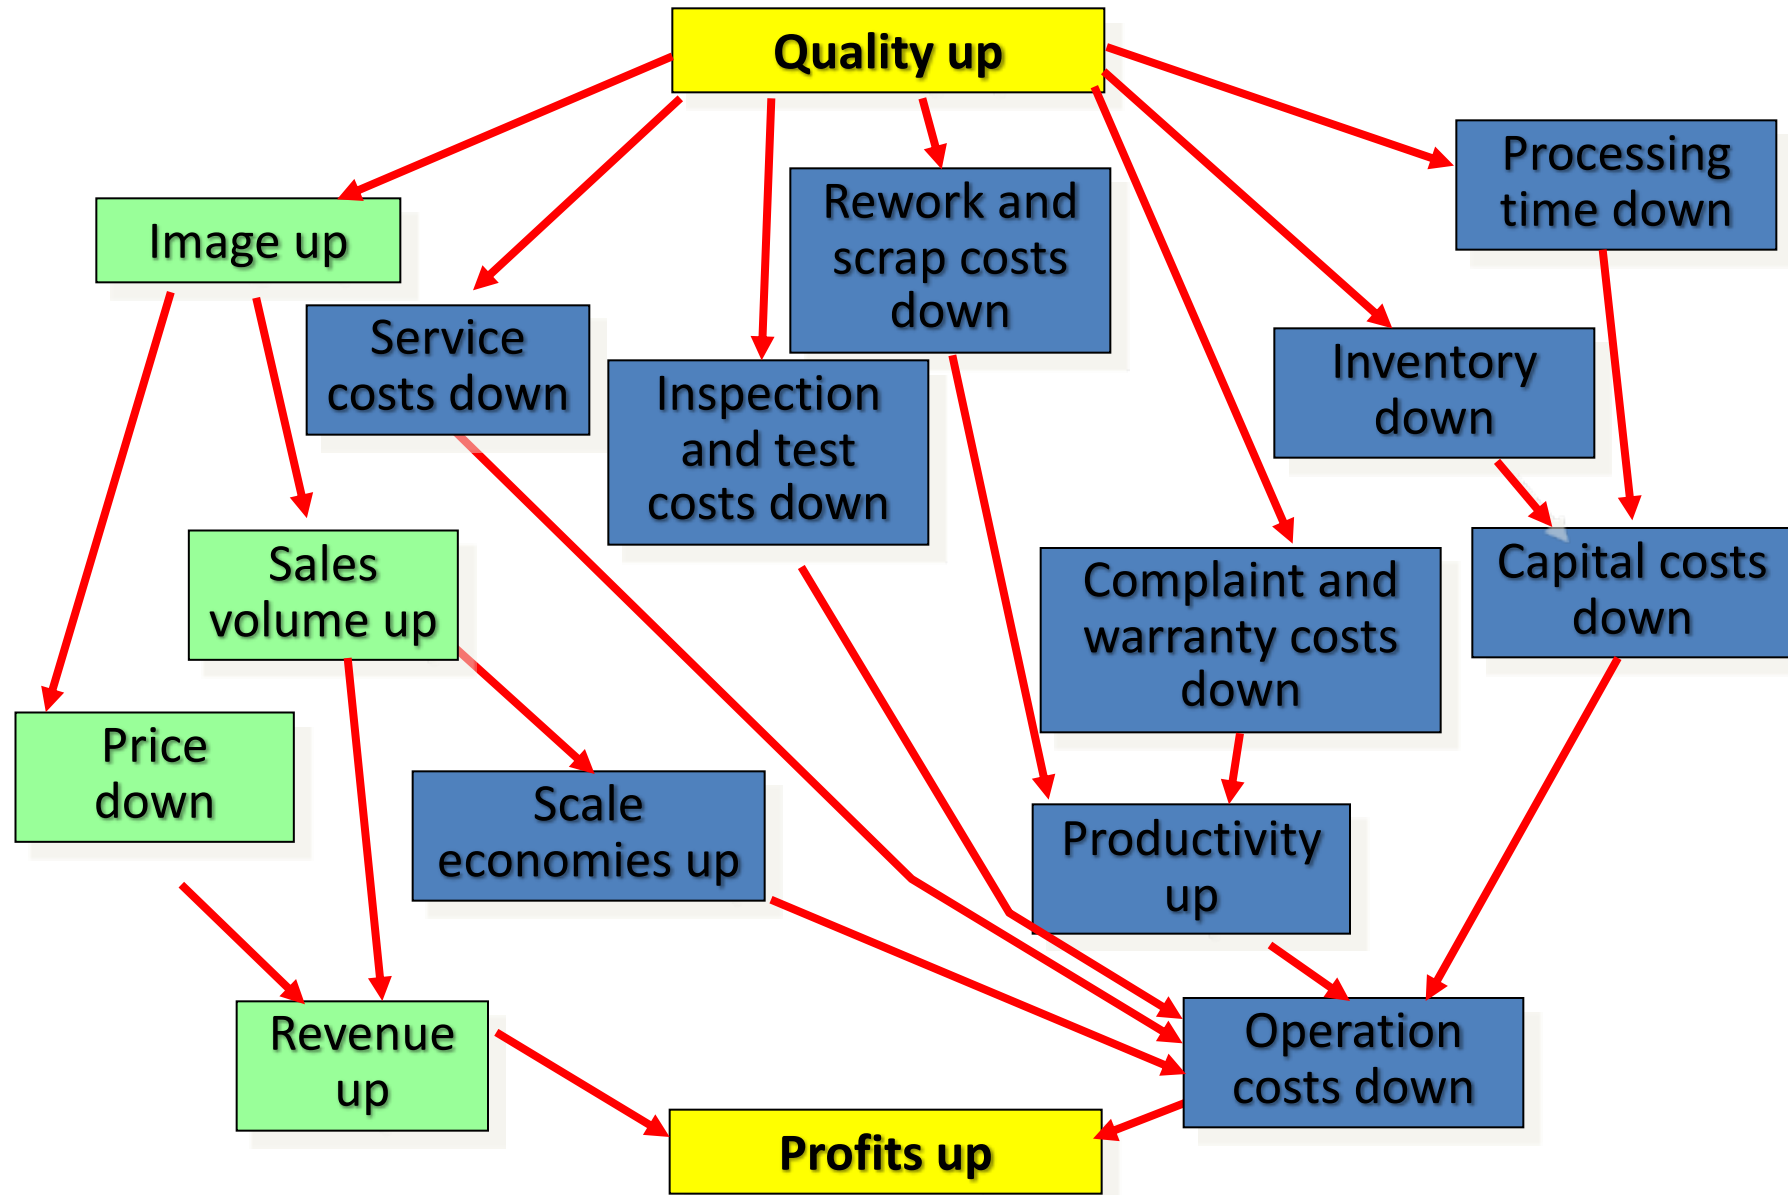 Quality up
Processing
time down
Rework and
scrap costs
down
Image up
Service
costs down
Inspection
and test
costs down
Inventory
down
Sales
volume up
Complaint and
warranty costs
down
Capital costs
down
Price
down
Scale
economies up
Productivity
up
Revenue
up
Operation
costs down
Profits up